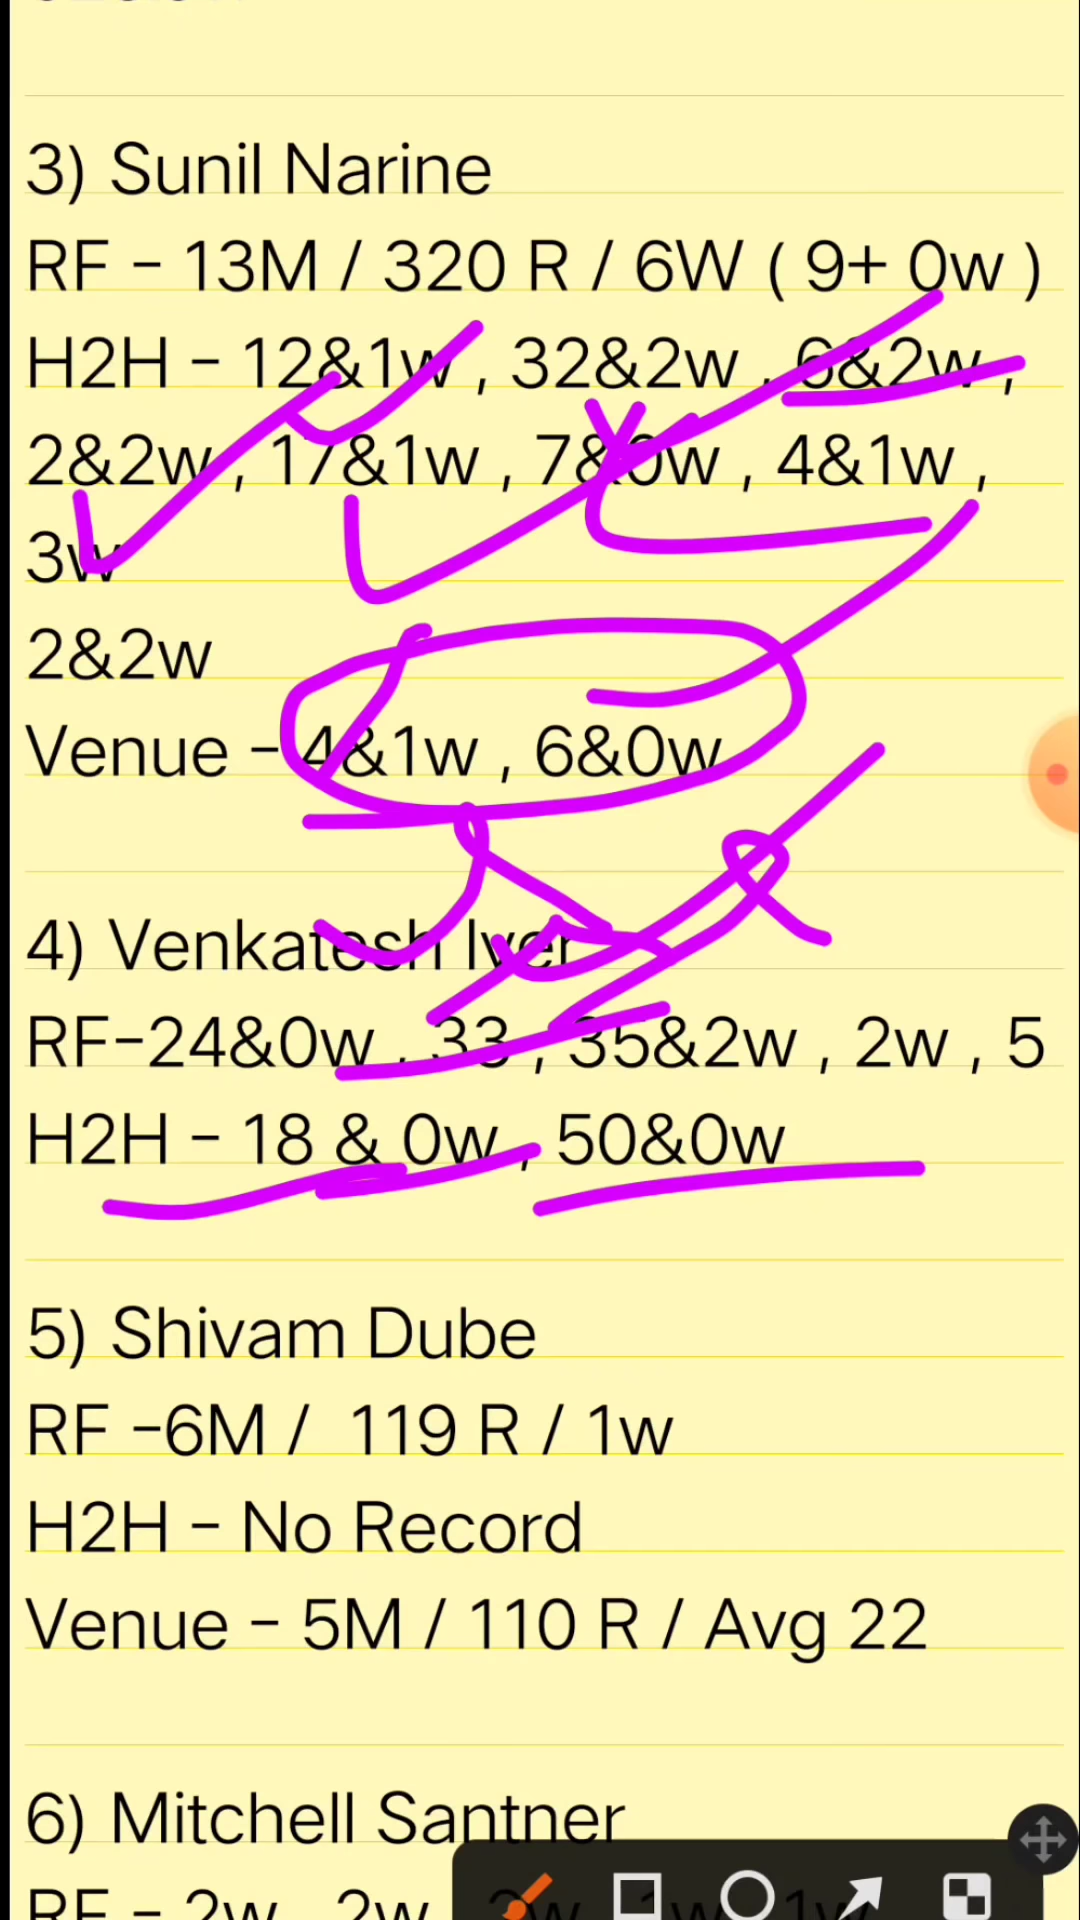 3) Sunil Narine
RF - 13M / 320 R / 6W ( 9+ 0w )
H2H - 12&1w , 32&2w , 6&2w ,
2&2w , 17&1w , 7&0w , 4&1w ,
3w
2&2w
Venue - 4&1w , 6&0w
4) Venkatesh Iyer
RF-24&0w , 33 , 35&2w , 2w , 5
H2H - 18 & 0w , 50&0w
5) Shivam Dube
RF -6M / 119 R / 1w
H2H - No Record
Venue - 5M / 110 R / Avg 22
6) Mitchell Santner
RF - 2w , 2w ,